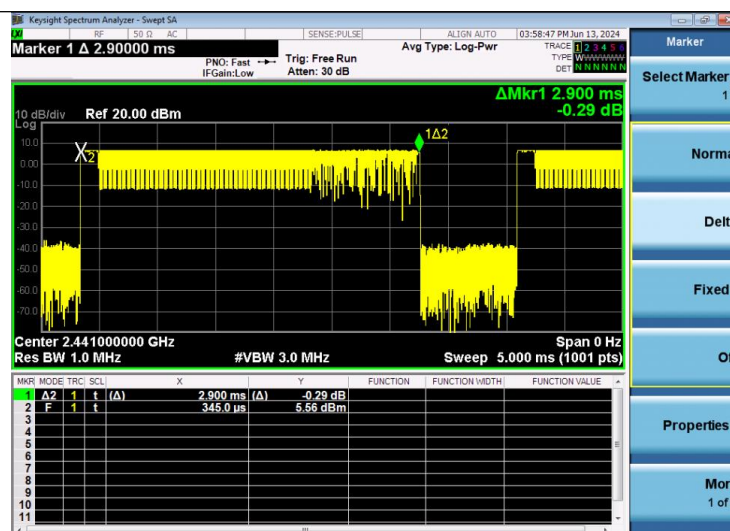 Keysight Spectrum Analyzer - Swept SA
RF 50 Ω AC SENSE:PULSE ALIGN AUTO 03:58:47 PM Jun 13, 2024
Marker 1 Δ 2.90000 ms
PNO: Fast
IFGain:Low
Trig: Free Run
Atten: 30 dB
Avg Type: Log-Pwr
TRACE 1 2 3 4 5 6
TYPE WWWWWW
DET N N N N N N
ΔMkr1 2.900 ms
-0.29 dB
10 dB/div Ref 20.00 dBm
Log
10.0
0.00
-10.0
-20.0
-30.0
-40.0
-50.0
-60.0
-70.0
X2
1Δ2
Center 2.441000000 GHz Span 0 Hz
Res BW 1.0 MHz #VBW 3.0 MHz Sweep 5.000 ms (1001 pts)
MKR MODE TRC SCL X Y FUNCTION FUNCTION WIDTH FUNCTION VALUE
1 Δ2 1 t (Δ) 2.900 ms (Δ) -0.29 dB
2 F 1 t 345.0 µs 5.56 dBm
3
4
5
6
7
8
9
10
11
Marker
Select Marker
1
Norma
Delt
Fixed
Of
Properties
Mor
1 of